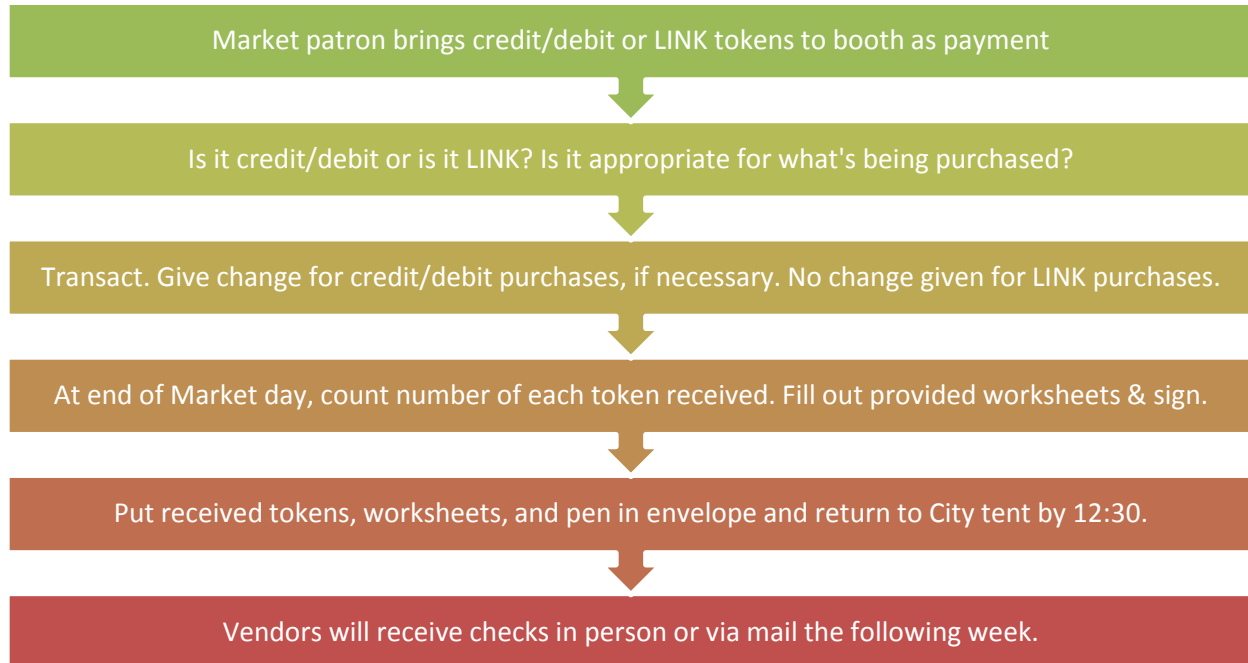 Market patron brings credit/debit or LINK tokens to booth as payment
Is it credit/debit or is it LINK? Is it appropriate for what's being purchased?
Transact. Give change for credit/debit purchases, if necessary. No change given for LINK purchases.
At end of Market day, count number of each token received. Fill out provided worksheets & sign.
Put received tokens, worksheets, and pen in envelope and return to City tent by 12:30.
Vendors will receive checks in person or via mail the following week.